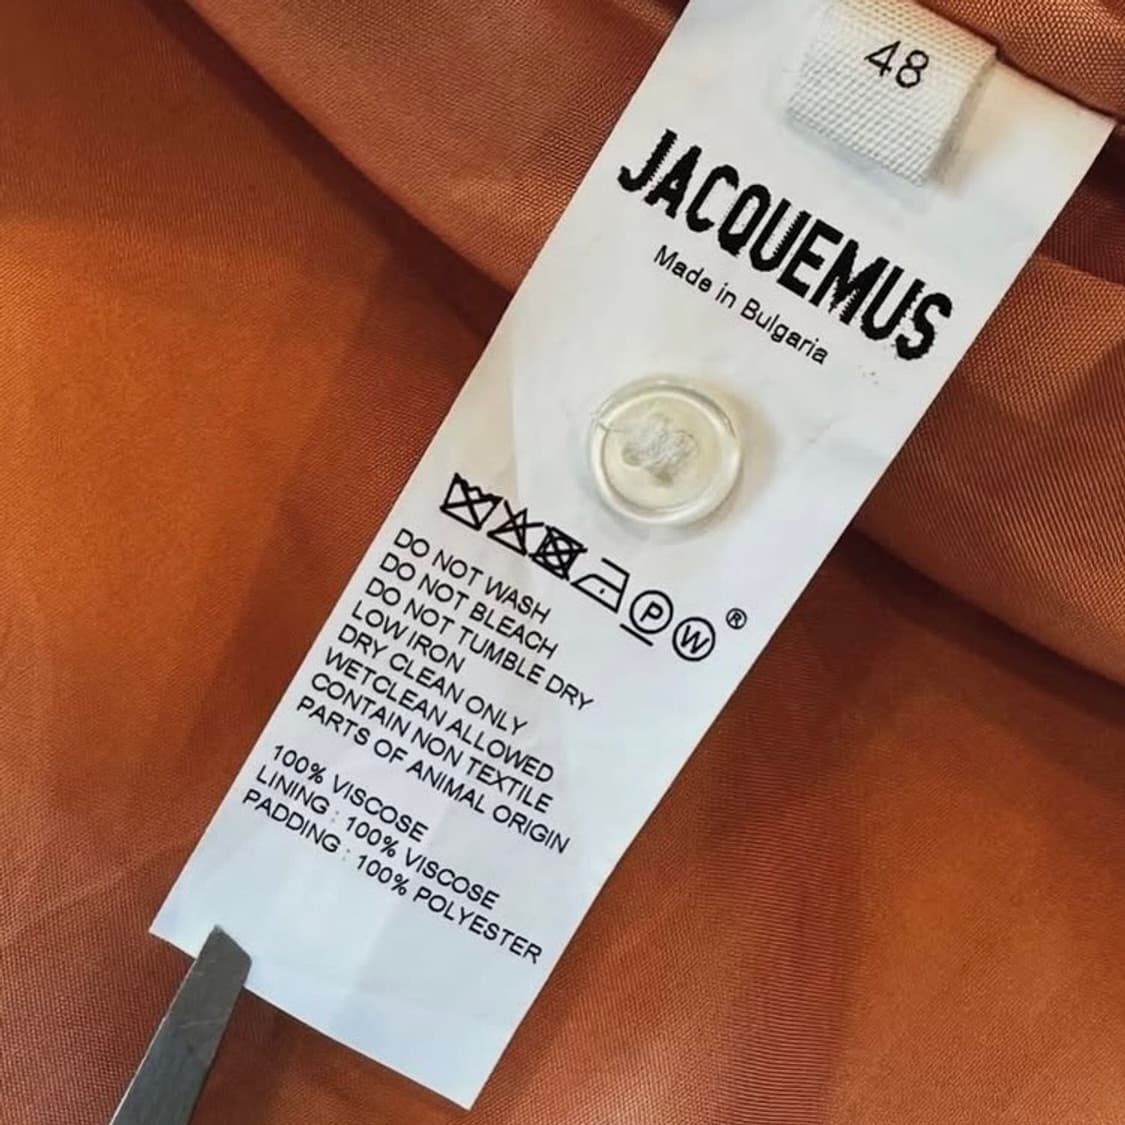 48
JACQUEMUS
Made in Bulgaria
P W ®
DO NOT WASH
DO NOT BLEACH
DO NOT TUMBLE DRY
LOW IRON
DRY CLEAN ONLY
WETCLEAN ALLOWED
CONTAIN NON TEXTILE
PARTS OF ANIMAL ORIGIN
100% VISCOSE
LINING : 100% VISCOSE
PADDING : 100% POLYESTER